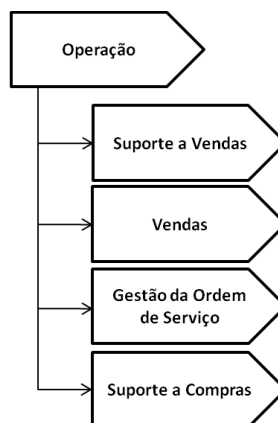 Operação
Suporte a Vendas
Vendas
Gestão da Ordem
de Serviço
Suporte a Compras